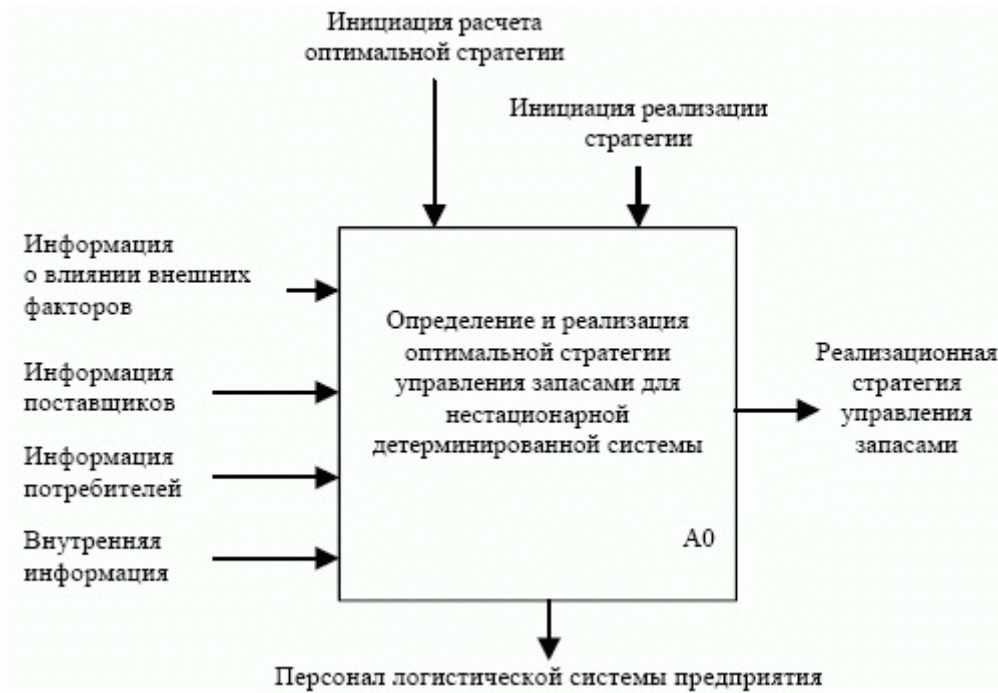 Инициация расчета
оптимальной стратегии
Инициация реализации
стратегии
Информация
о влиянии внешних
факторов
Информация
поставщиков
Информация
потребителей
Внутренняя
информация
Определение и реализация
оптимальной стратегии
управления запасами для
нестационарной
детерминированной системы
А0
Реализационная
стратегия
управления
запасами
Персонал логистической системы предприятия